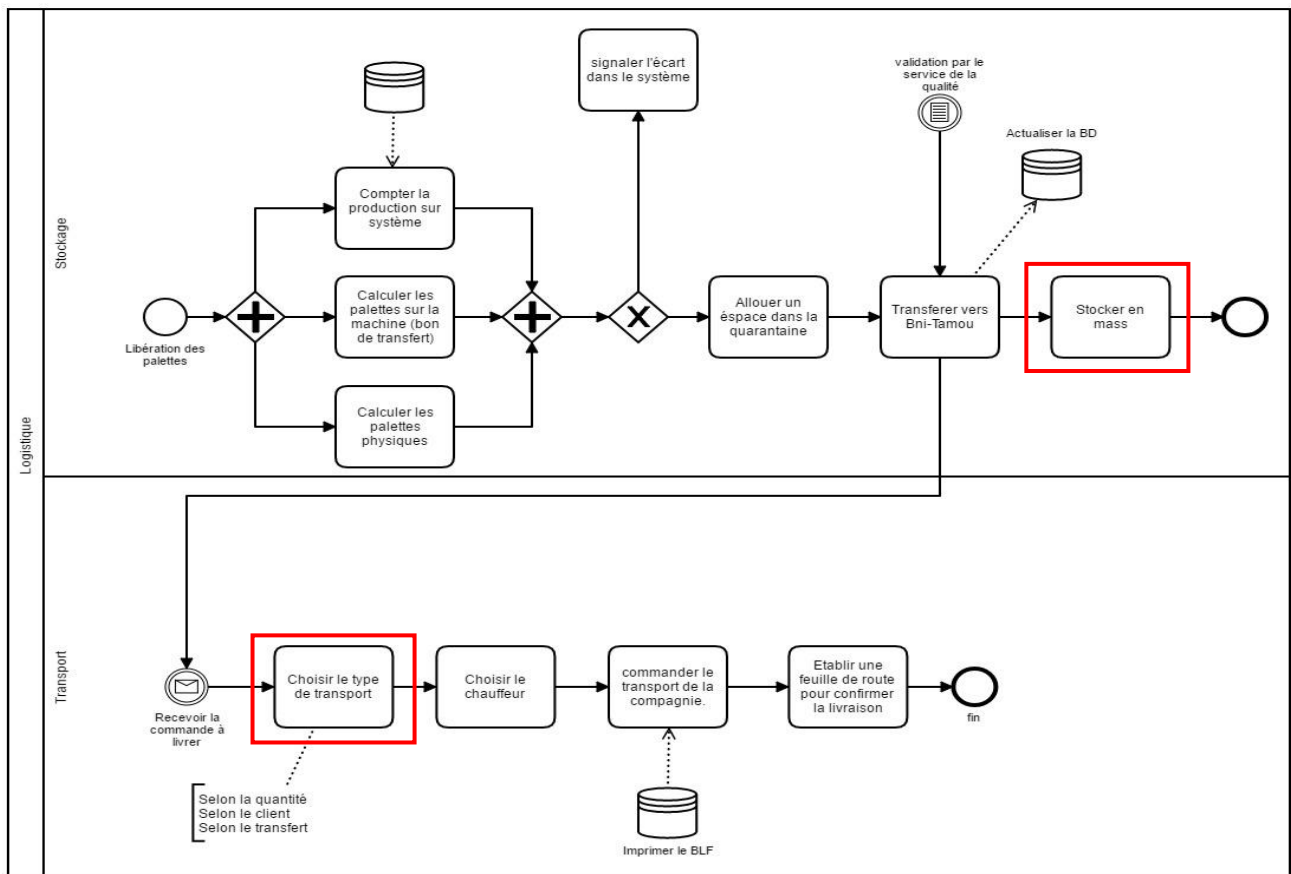 Logistique
Stockage
signaler l'écart
dans le système
validation par le
service de la
qualité
Actualiser la BD
Compter la
production sur
système
Libération des
palettes
Calculer les
palettes sur la
machine (bon
de transfert)
Allouer un
éspace dans la
quarantaine
Transferer vers
Bni-Tamou
Stocker en
mass
Calculer les
palettes
physiques
Transport
Recevoir la
commande à
livrer
Choisir le type
de transport
Choisir le
chauffeur
commander le
transport de la
compagnie.
Etablir une
feuille de route
pour confirmer
la livraison
fin
Selon la quantité
Selon le client
Selon le transfert
Imprimer le BLF